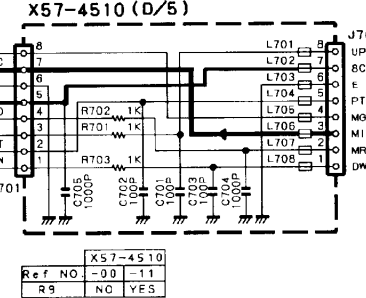 X57-4510 (D/5)
8
7
6
5
4
3
2
1
701
R702 1K
R701 1K
R703 1K
C705
1000P
C702
100P
C701
100P
C703
100P
C704
1000P
L701 8 UP
L702 7 8C
L703 6 E
L704 5 PT
L705 4 MG
L706 3 MI
L707 2 MR
L708 1 DW
X57-4510
Ref NO. -00 -11
R9 NO YES